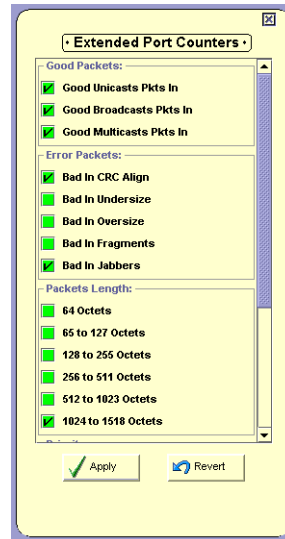 · Extended Port Counters ·
Good Packets:
Good Unicasts Pkts In
Good Broadcasts Pkts In
Good Multicasts Pkts In
Error Packets:
Bad In CRC Align
Bad In Undersize
Bad In Oversize
Bad In Fragments
Bad In Jabbers
Packets Length:
64 Octets
65 to 127 Octets
128 to 255 Octets
256 to 511 Octets
512 to 1023 Octets
1024 to 1518 Octets
Apply Revert